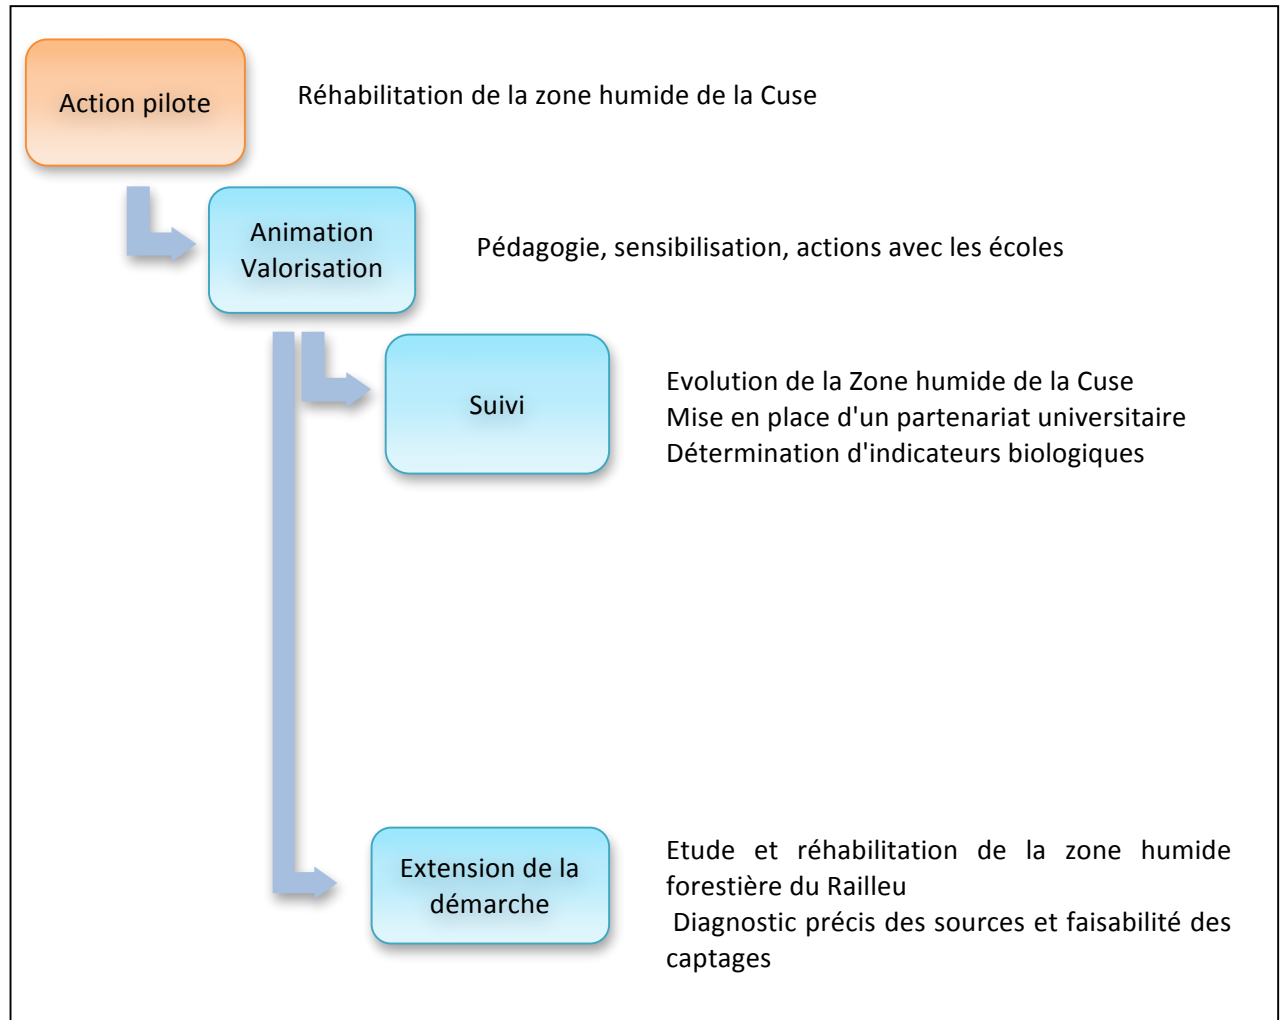 Action pilote
Réhabilitation de la zone humide de la Cuse
Animation
Valorisation
Pédagogie, sensibilisation, actions avec les écoles
Suivi
Evolution de la Zone humide de la Cuse
Mise en place d'un partenariat universitaire
Détermination d'indicateurs biologiques
Extension de la
démarche
Etude et réhabilitation de la zone humide
forestière du Railleu
Diagnostic précis des sources et faisabilité des
captages